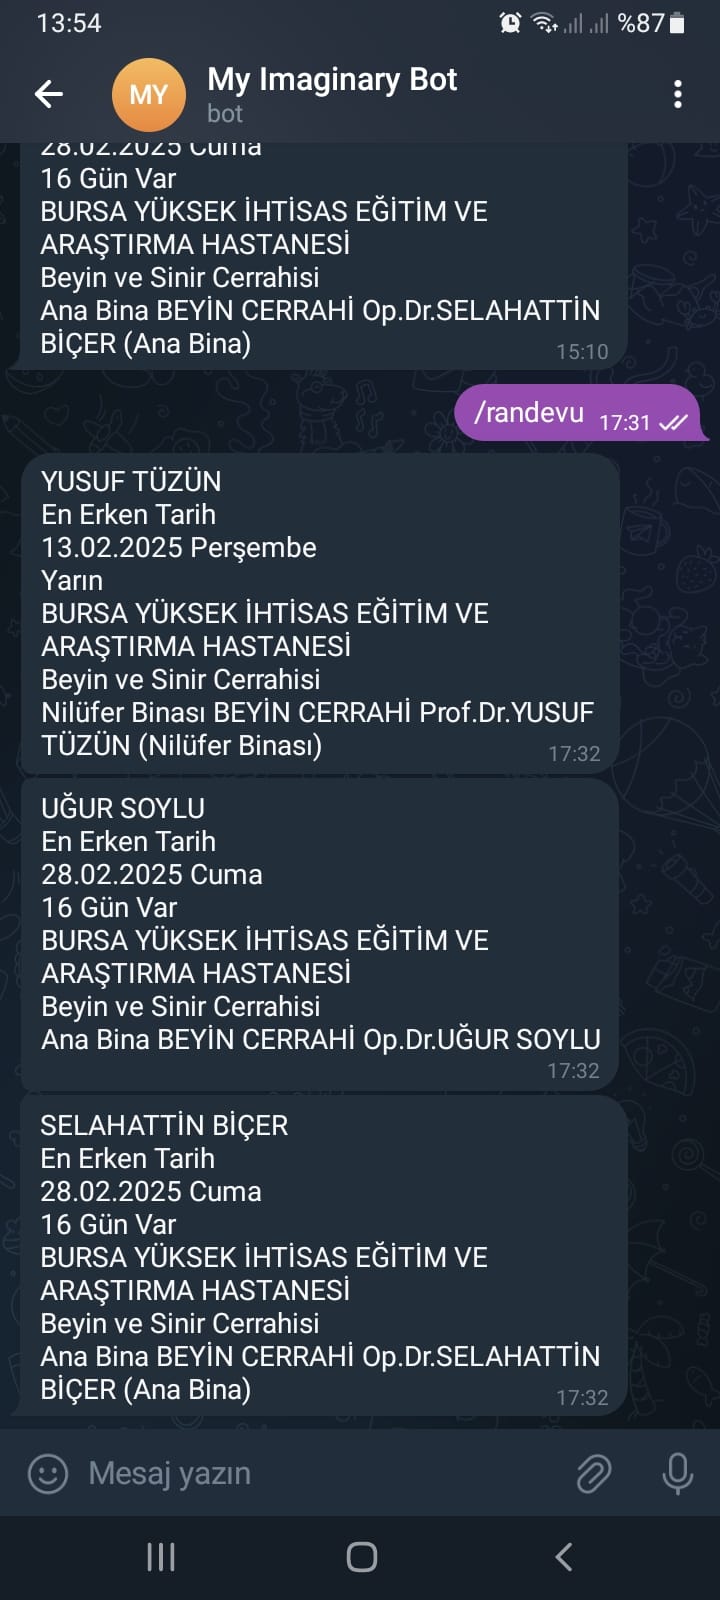 13:54
%87
MY
My Imaginary Bot
bot
28.02.2025 Cuma
16 Gün Var
BURSA YÜKSEK İHTİSAS EĞİTİM VE
ARAŞTIRMA HASTANESİ
Beyin ve Sinir Cerrahisi
Ana Bina BEYİN CERRAHİ Op.Dr.SELAHATTİN
BİÇER (Ana Bina)
15:10
/randevu
17:31
YUSUF TÜZÜN
En Erken Tarih
13.02.2025 Perşembe
Yarın
BURSA YÜKSEK İHTİSAS EĞİTİM VE
ARAŞTIRMA HASTANESİ
Beyin ve Sinir Cerrahisi
Nilüfer Binası BEYİN CERRAHİ Prof.Dr.YUSUF
TÜZÜN (Nilüfer Binası)
17:32
UĞUR SOYLU
En Erken Tarih
28.02.2025 Cuma
16 Gün Var
BURSA YÜKSEK İHTİSAS EĞİTİM VE
ARAŞTIRMA HASTANESİ
Beyin ve Sinir Cerrahisi
Ana Bina BEYİN CERRAHİ Op.Dr.UĞUR SOYLU
17:32
SELAHATTİN BİÇER
En Erken Tarih
28.02.2025 Cuma
16 Gün Var
BURSA YÜKSEK İHTİSAS EĞİTİM VE
ARAŞTIRMA HASTANESİ
Beyin ve Sinir Cerrahisi
Ana Bina BEYİN CERRAHİ Op.Dr.SELAHATTİN
BİÇER (Ana Bina)
17:32
Mesaj yazın